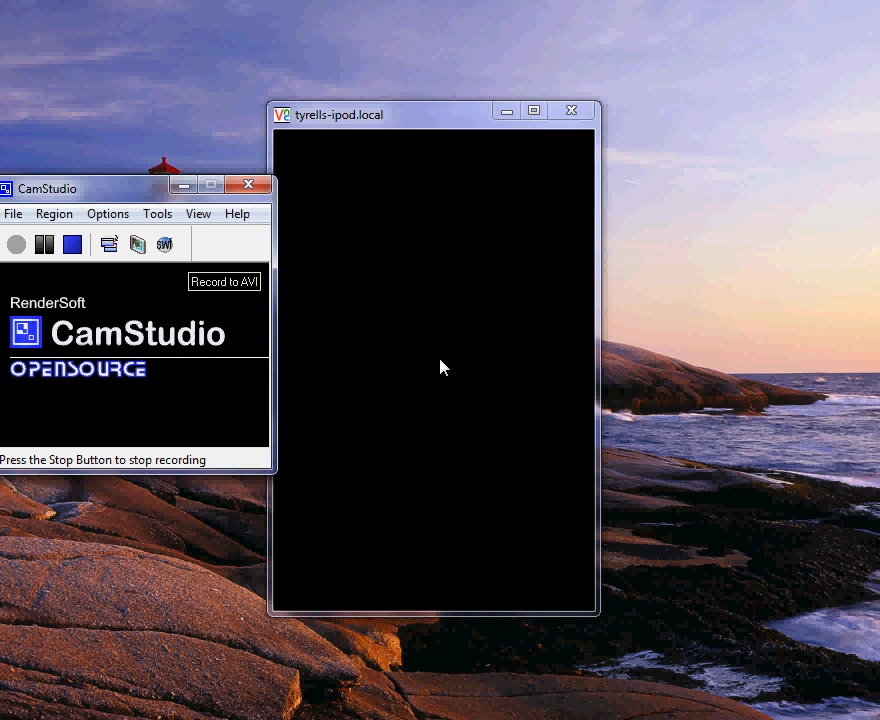 tyrells-ipod.local
CamStudio
File Region Options Tools View Help
SWF
Record to AVI
RenderSoft
CamStudio
OPENSOURCE
Press the Stop Button to stop recording